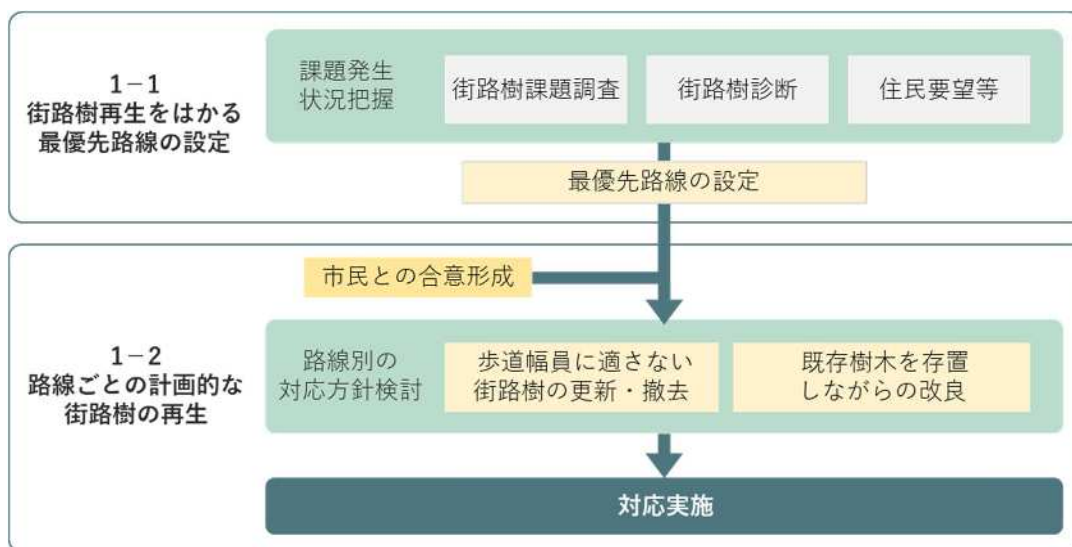 1－1
街路樹再生をはかる
最優先路線の設定
課題発生
状況把握
街路樹課題調査
街路樹診断
住民要望等
最優先路線の設定
市民との合意形成
1－2
路線ごとの計画的な
街路樹の再生
路線別の
対応方針検討
歩道幅員に適さない
街路樹の更新・撤去
既存樹木を存置
しながらの改良
対応実施